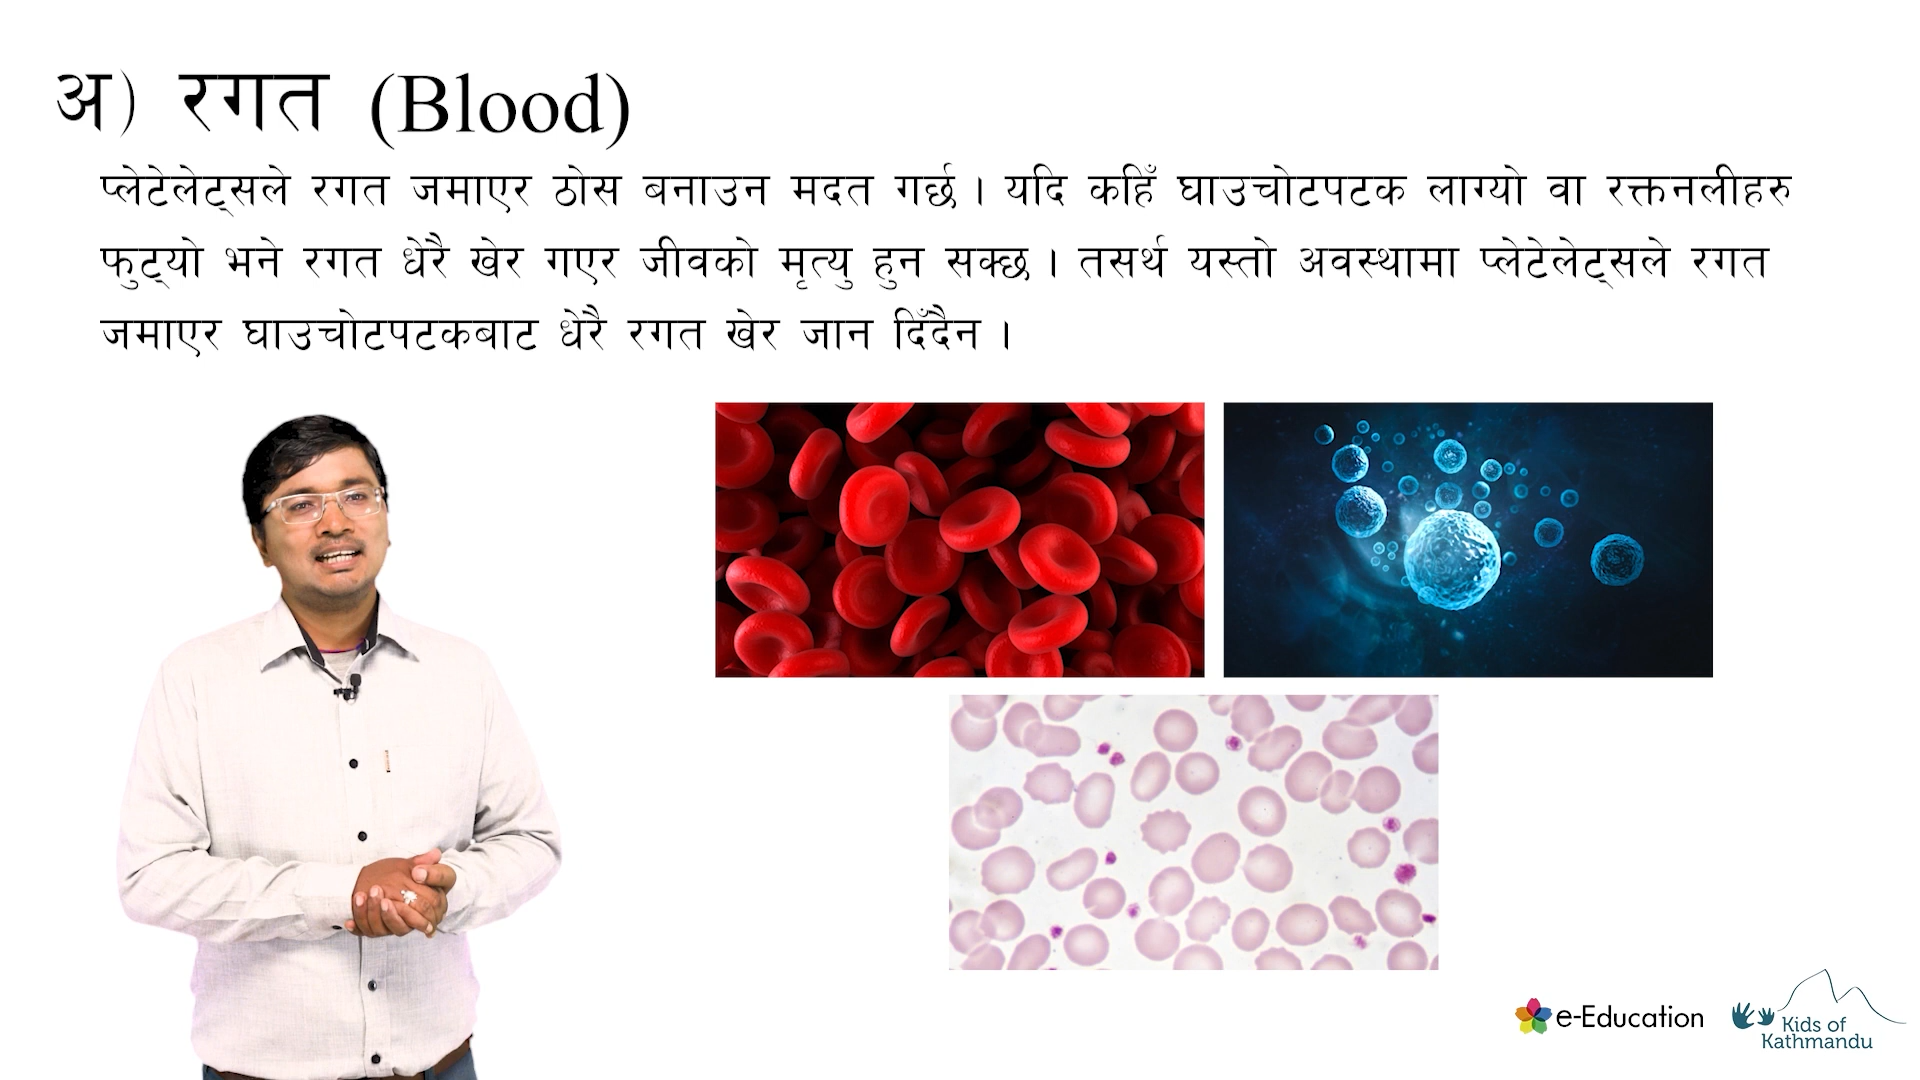 अ) रगत (Blood)
प्लेटेलेट्सले रगत जमाएर ठोस बनाउन मदत गर्छ । यदि कहिँ घाउचोटपटक लाग्यो वा रक्तनलीहरु
फुट्यो भने रगत धेरै खेर गएर जीवको मृत्यु हुन सक्छ । तसर्थ यस्तो अवस्थामा प्लेटेलेट्सले रगत
जमाएर घाउचोटपटकबाट धेरै रगत खेर जान दिँदैन ।
e-Education
Kids of
Kathmandu